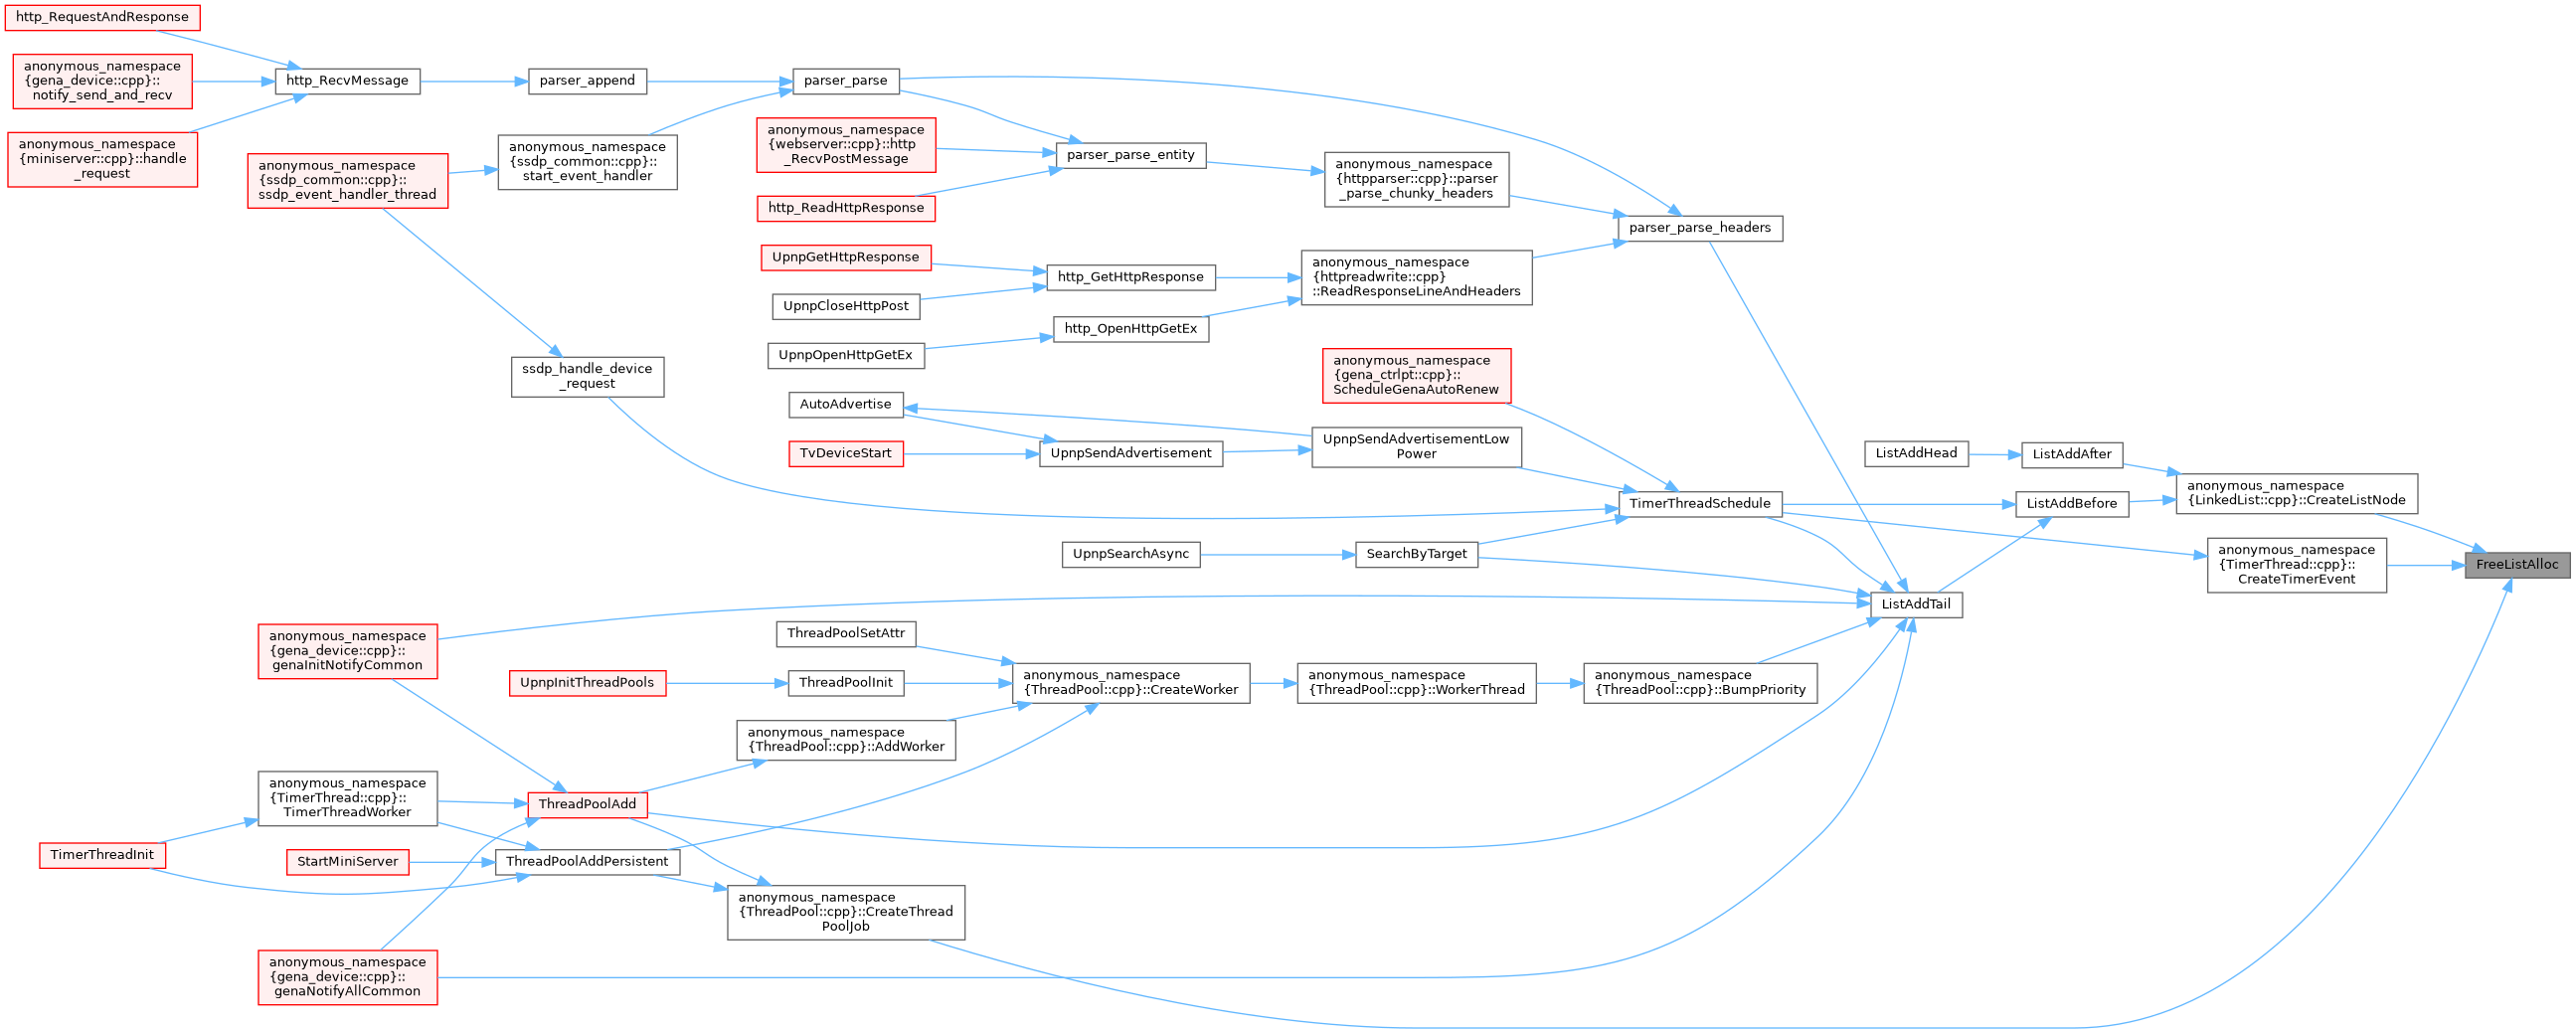 http_RequestAndResponse
anonymous_namespace
{gena_device::cpp}::
notify_send_and_recv
http_RecvMessage
parser_append
parser_parse
anonymous_namespace
{miniserver::cpp}::handle
_request
anonymous_namespace
{ssdp_common::cpp}::
ssdp_event_handler_thread
anonymous_namespace
{ssdp_common::cpp}::
start_event_handler
anonymous_namespace
{webserver::cpp}::http
_RecvPostMessage
parser_parse_entity
anonymous_namespace
{httpparser::cpp}::parser
_parse_chunky_headers
http_ReadHttpResponse
parser_parse_headers
UpnpGetHttpResponse
http_GetHttpResponse
anonymous_namespace
{httpreadwrite::cpp}
::ReadResponseLineAndHeaders
UpnpCloseHttpPost
http_OpenHttpGetEx
UpnpOpenHttpGetEx
ssdp_handle_device
_request
anonymous_namespace
{gena_ctrlpt::cpp}::
ScheduleGenaAutoRenew
AutoAdvertise
TvDeviceStart
UpnpSendAdvertisement
UpnpSendAdvertisementLow
Power
ListAddHead
ListAddAfter
anonymous_namespace
{LinkedList::cpp}::CreateListNode
TimerThreadSchedule
ListAddBefore
UpnpSearchAsync
SearchByTarget
anonymous_namespace
{TimerThread::cpp}::
CreateTimerEvent
FreeListAlloc
ListAddTail
anonymous_namespace
{gena_device::cpp}::
genaInitNotifyCommon
ThreadPoolSetAttr
UpnpInitThreadPools
ThreadPoolInit
anonymous_namespace
{ThreadPool::cpp}::CreateWorker
anonymous_namespace
{ThreadPool::cpp}::WorkerThread
anonymous_namespace
{ThreadPool::cpp}::BumpPriority
anonymous_namespace
{ThreadPool::cpp}::AddWorker
anonymous_namespace
{TimerThread::cpp}::
TimerThreadWorker
ThreadPoolAdd
TimerThreadInit
StartMiniServer
ThreadPoolAddPersistent
anonymous_namespace
{ThreadPool::cpp}::CreateThread
PoolJob
anonymous_namespace
{gena_device::cpp}::
genaNotifyAllCommon